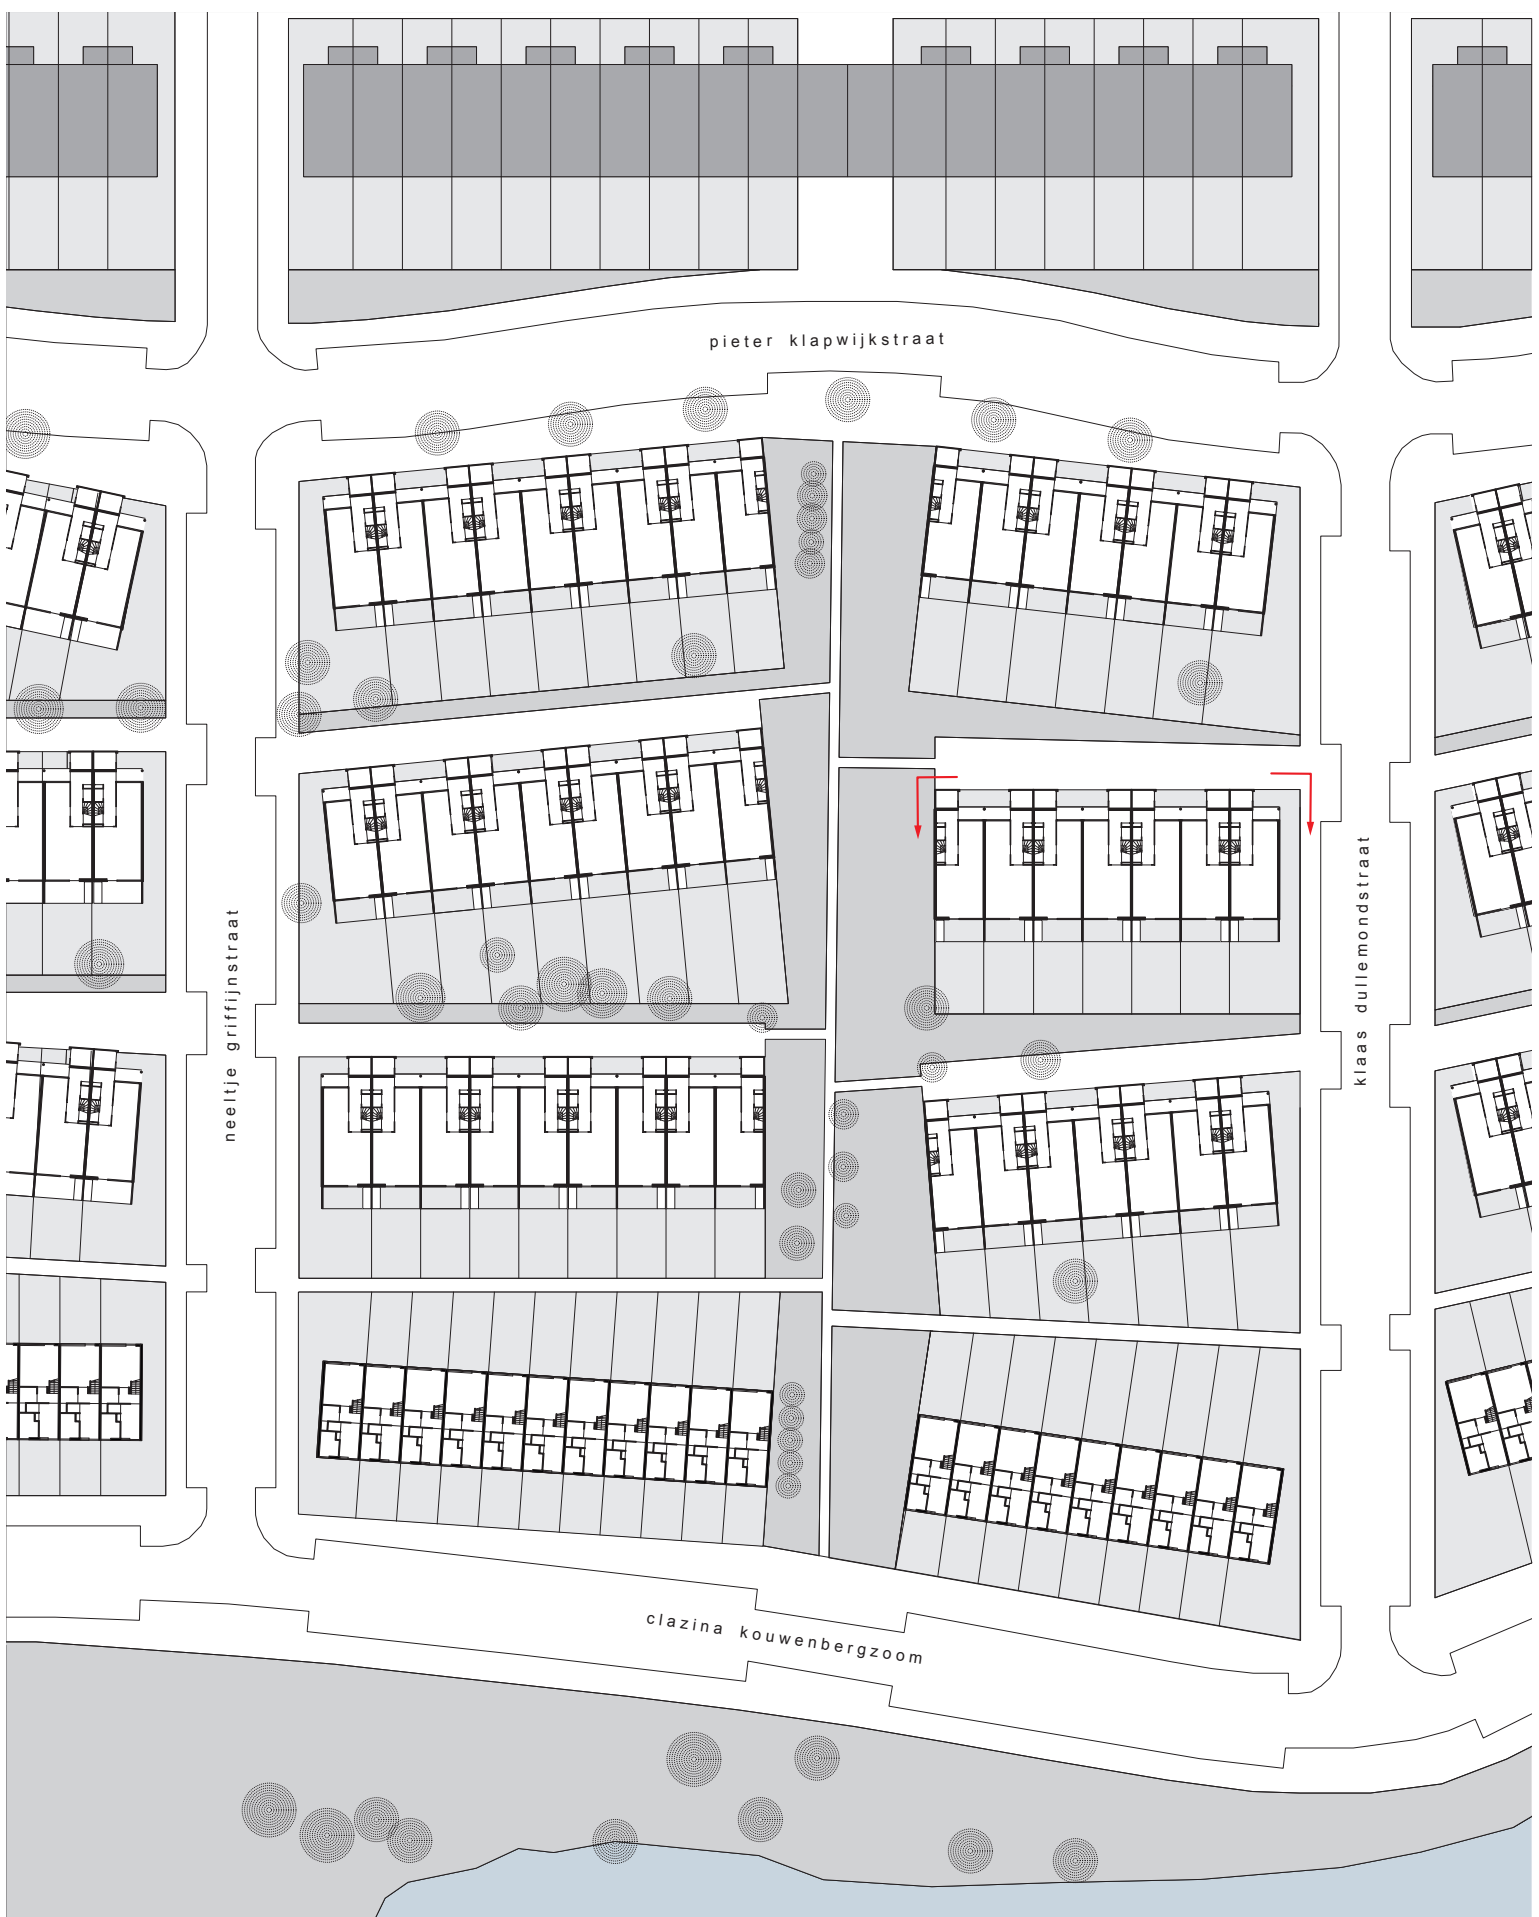 pieter klapwijkstraat
neeltje griffijnstraat
klaas dullemondstraat
clazina kouwenbergzoom